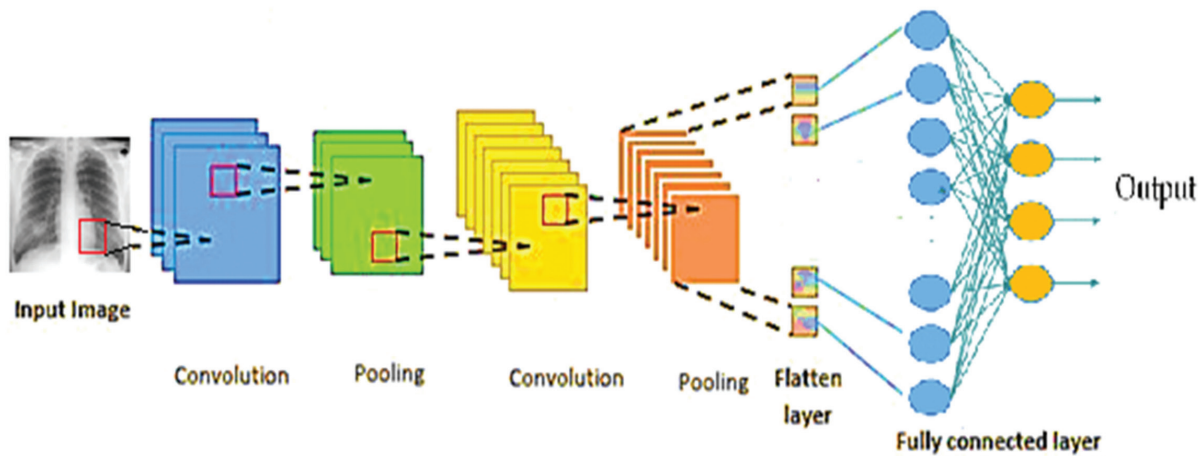 Output
Input Image
Convolution
Pooling
Convolution
Pooling
Flatten
layer
Fully connected layer